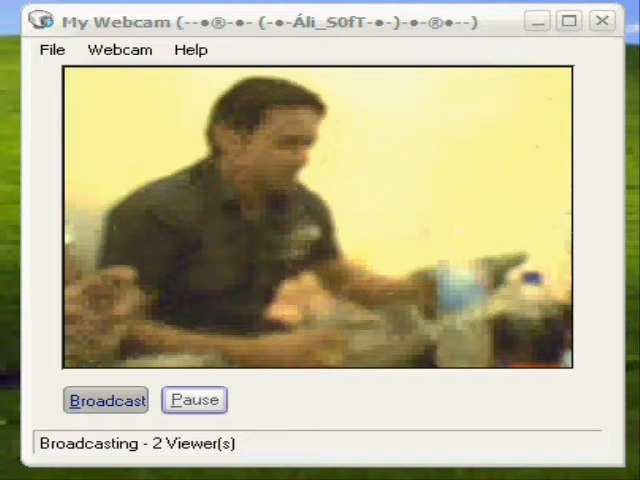 My Webcam (--●®-●- (-●-Áli_S0fT-●-)-●-®●--)
File Webcam Help
Broadcast Pause
Broadcasting - 2 Viewer(s)